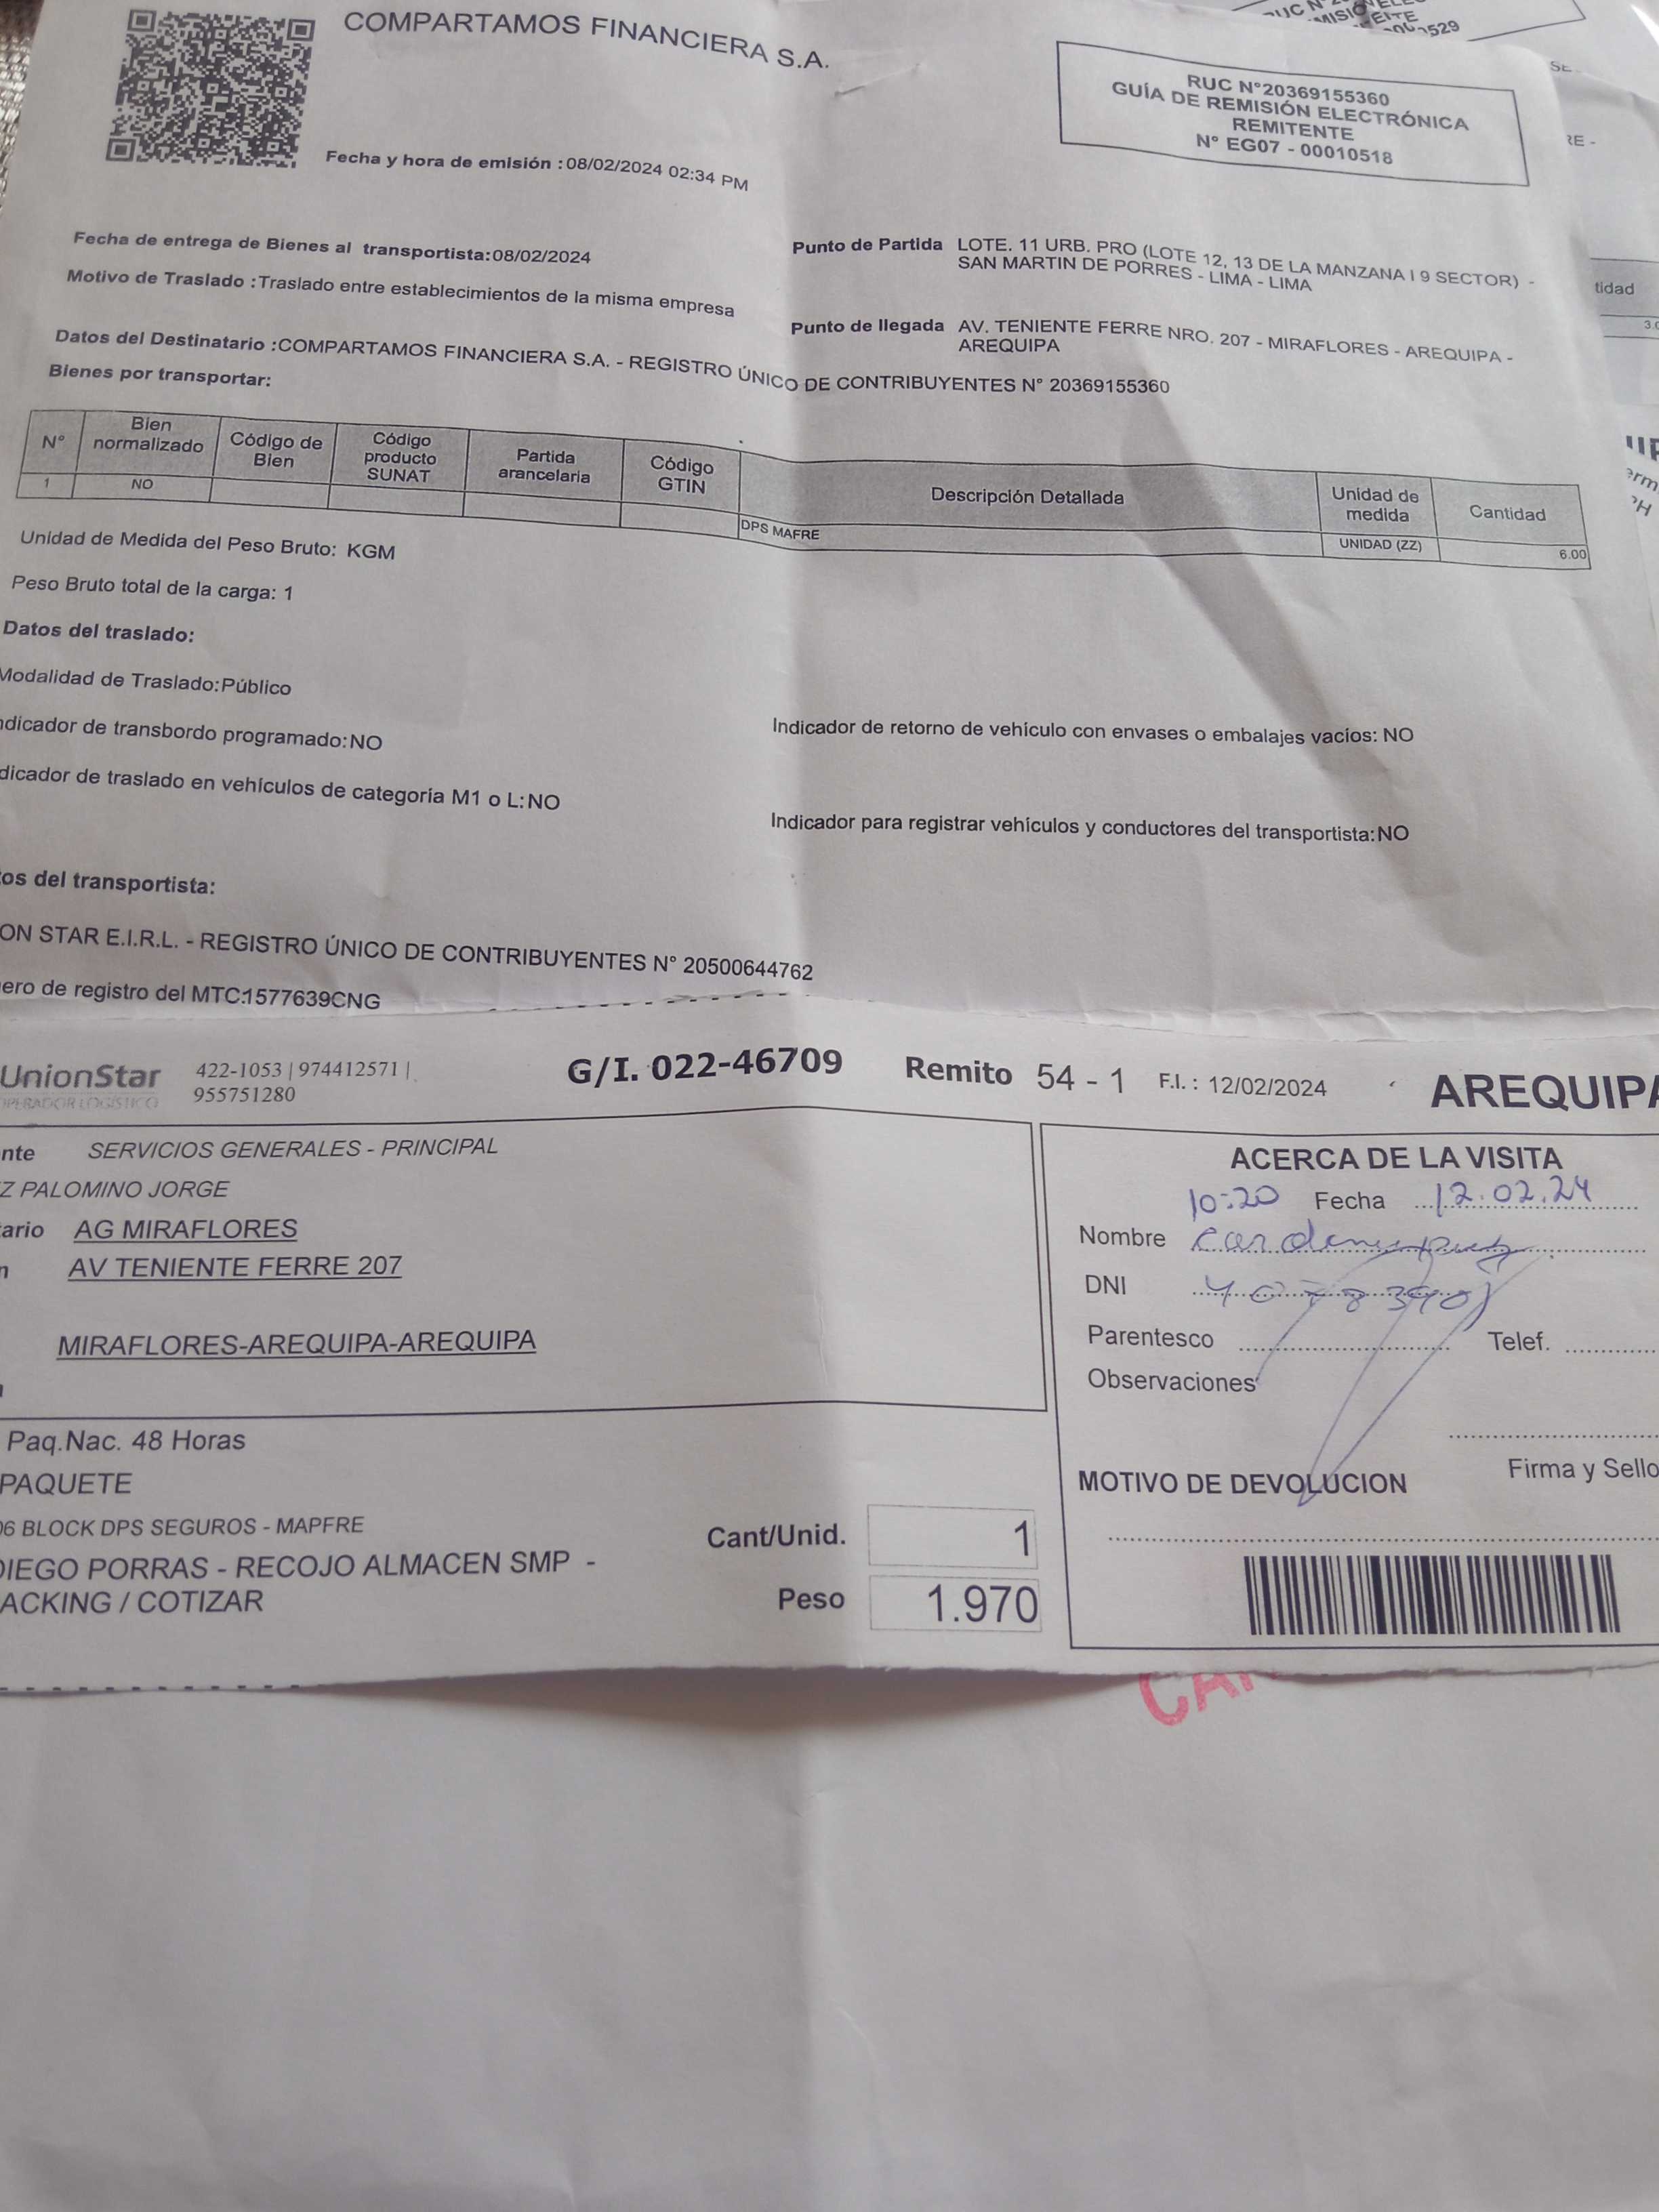 COMPARTAMOS FINANCIERA S.A.
RUC N°20369155360
GUÍA DE REMISIÓN ELECTRÓNICA
REMITENTE
N° EG07 - 00010518
Fecha y hora de emisión : 08/02/2024 02:34 PM
Fecha de entrega de Bienes al transportista:08/02/2024
Motivo de Traslado :Traslado entre establecimientos de la misma empresa
Punto de Partida LOTE. 11 URB. PRO (LOTE 12, 13 DE LA MANZANA I 9 SECTOR) -
SAN MARTIN DE PORRES - LIMA - LIMA
Punto de llegada AV. TENIENTE FERRE NRO. 207 - MIRAFLORES - AREQUIPA -
AREQUIPA
Datos del Destinatario :COMPARTAMOS FINANCIERA S.A. - REGISTRO ÚNICO DE CONTRIBUYENTES N° 20369155360
Bienes por transportar:
N° Bien normalizado Código de Bien Código producto SUNAT Partida arancelaria Código GTIN Descripción Detallada Unidad de medida Cantidad
1 NO DPS MAFRE UNIDAD (ZZ) 6.00
Unidad de Medida del Peso Bruto: KGM
Peso Bruto total de la carga: 1
Datos del traslado:
Modalidad de Traslado:Público
ndicador de transbordo programado:NO
Indicador de retorno de vehículo con envases o embalajes vacíos: NO
dicador de traslado en vehículos de categoría M1 o L:NO
Indicador para registrar vehículos y conductores del transportista:NO
os del transportista:
ON STAR E.I.R.L. - REGISTRO ÚNICO DE CONTRIBUYENTES N° 20500644762
ero de registro del MTC:1577639CNG
UnionStar
OPERADOR LOGÍSTICO
422-1053 | 974412571 |
955751280
G/I. 022-46709 Remito 54 - 1 F.I. : 12/02/2024 AREQUIPA
nte SERVICIOS GENERALES - PRINCIPAL
Z PALOMINO JORGE
ario AG MIRAFLORES
n AV TENIENTE FERRE 207
MIRAFLORES-AREQUIPA-AREQUIPA
Paq.Nac. 48 Horas
PAQUETE
06 BLOCK DPS SEGUROS - MAPFRE
DIEGO PORRAS - RECOJO ALMACEN SMP -
ACKING / COTIZAR
Cant/Unid. 1
Peso 1.970
ACERCA DE LA VISITA
10:20 Fecha 12.02.24
Nombre
DNI
Parentesco Telef.
Observaciones
Firma y Sello
MOTIVO DE DEVOLUCION